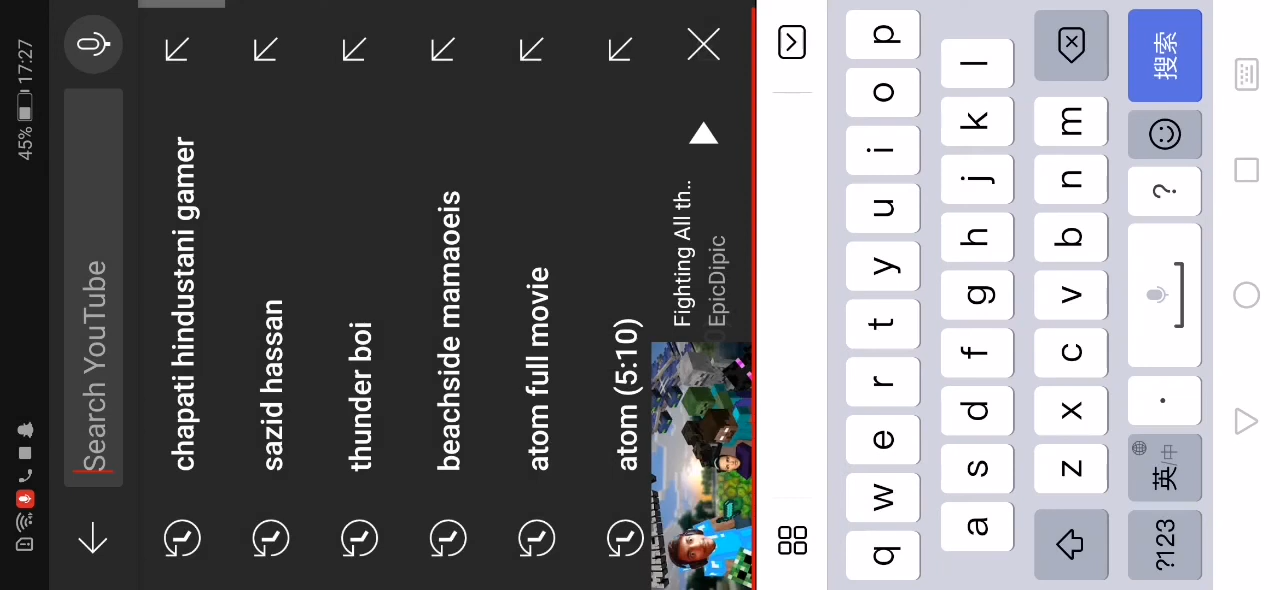 45% 17:27
Search YouTube
chapati hindustani gamer
sazid hassan
thunder boi
beachside mamaoeis
atom full movie
atom (5:10)
MINECRAFT
Fighting All th..
EpicDipic
q w e r t y u i o p
a s d f g h j k l
z x c v b n m
?123 英/中 . ? 搜索